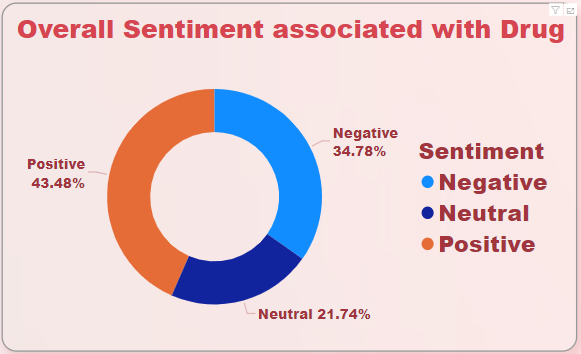 Overall Sentiment associated with Drug
Negative
34.78%
Positive
43.48%
Neutral 21.74%
Sentiment
Negative
Neutral
Positive